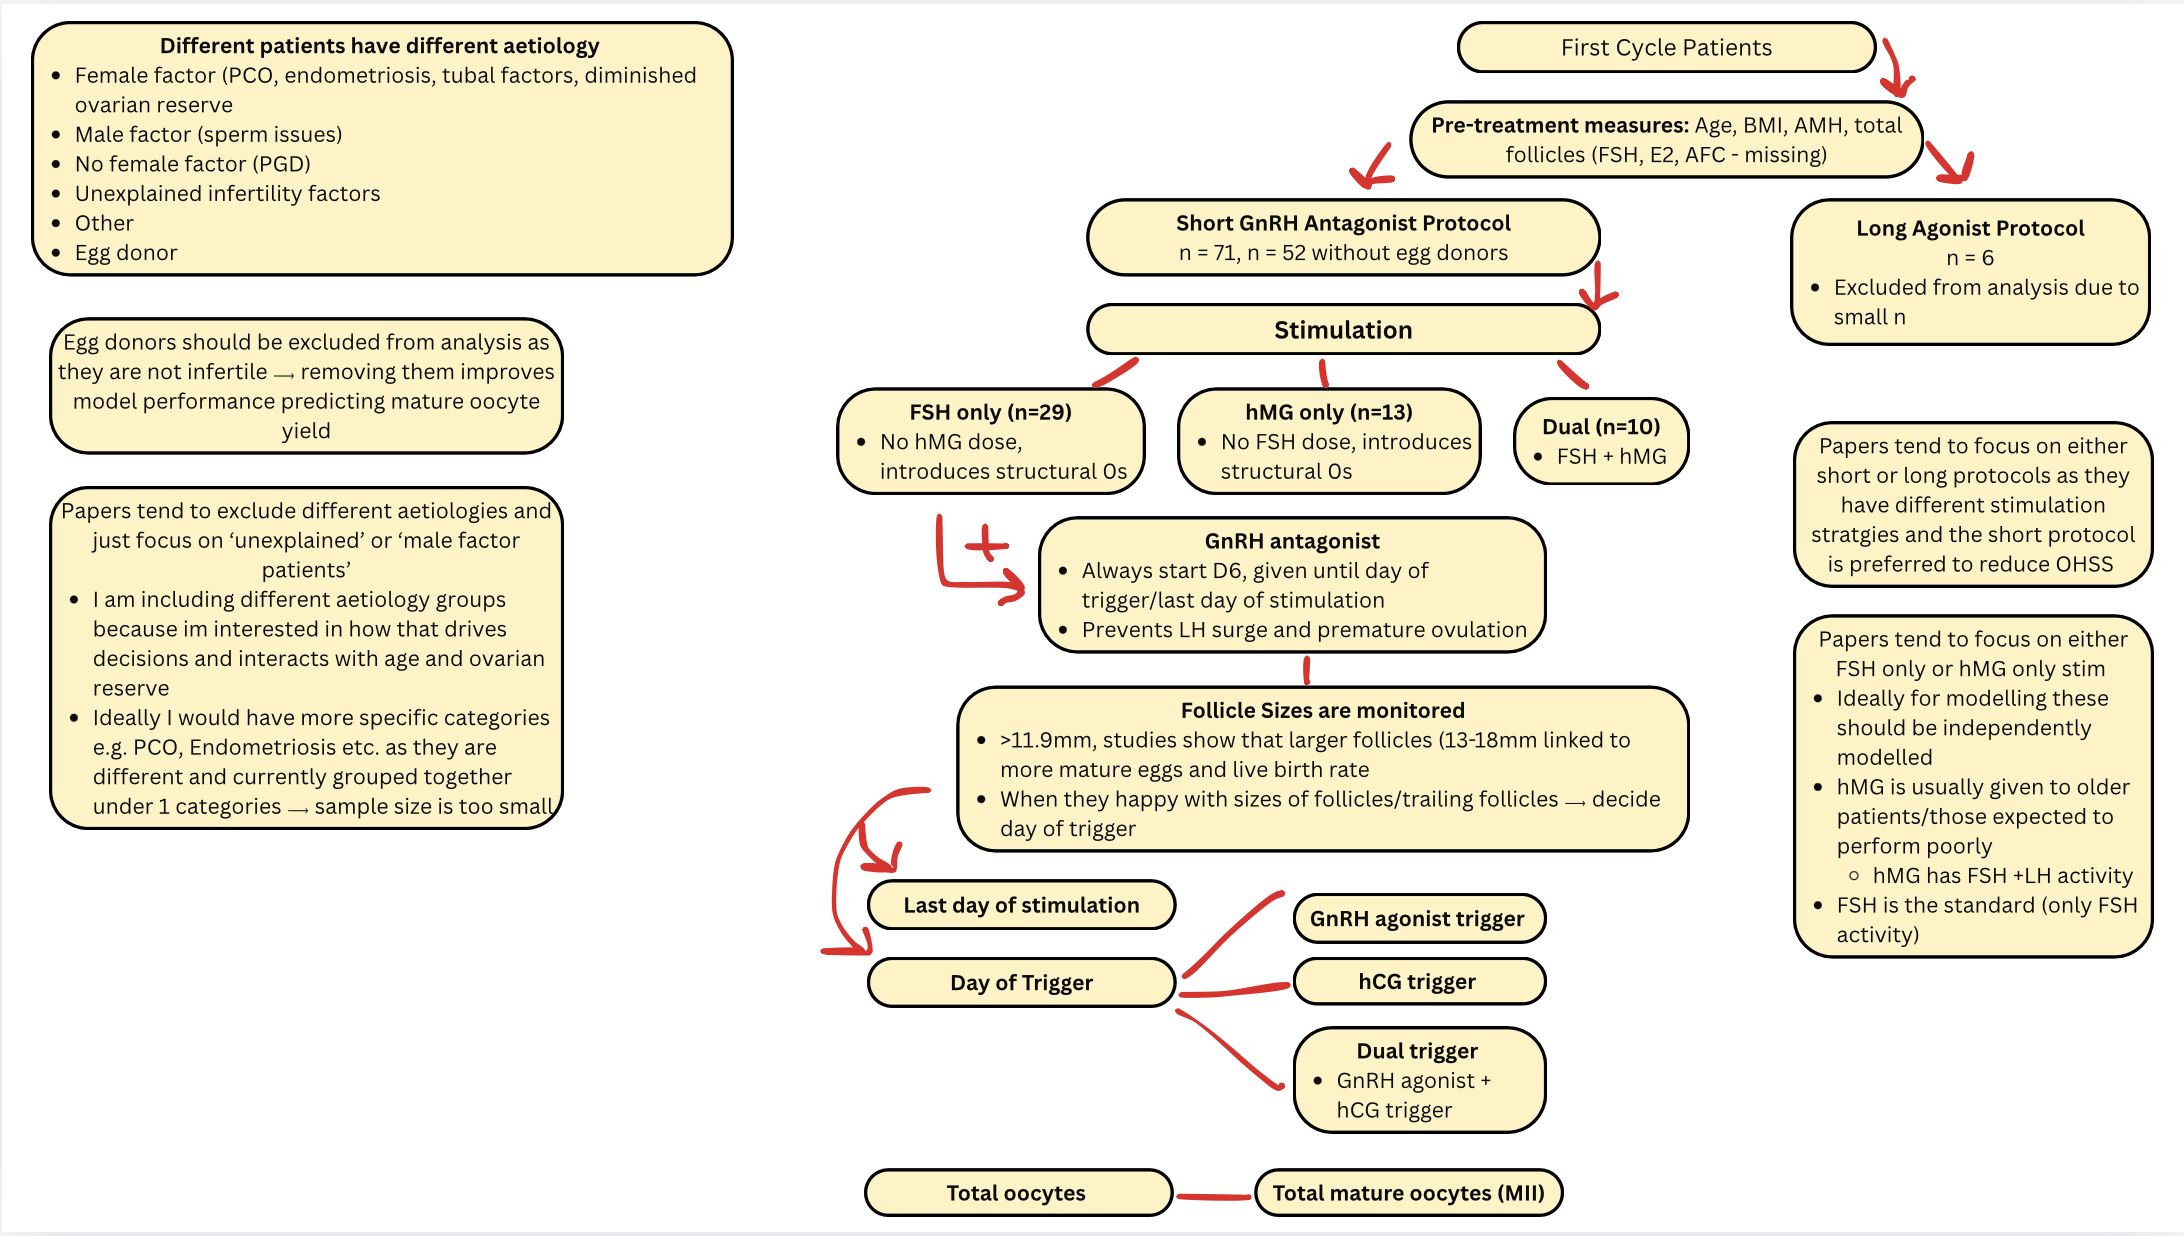 Different patients have different aetiology
• Female factor (PCO, endometriosis, tubal factors, diminished
ovarian reserve
• Male factor (sperm issues)
• No female factor (PGD)
• Unexplained infertility factors
• Other
• Egg donor
Egg donors should be excluded from analysis as
they are not infertile → removing them improves
model performance predicting mature oocyte
yield
Papers tend to exclude different aetiologies and
just focus on ‘unexplained’ or ‘male factor
patients’
• I am including different aetiology groups
because im interested in how that drives
decisions and interacts with age and ovarian
reserve
• Ideally I would have more specific categories
e.g. PCO, Endometriosis etc. as they are
different and currently grouped together
under 1 categories → sample size is too small
First Cycle Patients
Pre-treatment measures: Age, BMI, AMH, total
follicles (FSH, E2, AFC - missing)
Short GnRH Antagonist Protocol
n = 71, n = 52 without egg donors
Long Agonist Protocol
n = 6
• Excluded from analysis due to
small n
Stimulation
FSH only (n=29)
• No hMG dose,
introduces structural 0s
hMG only (n=13)
• No FSH dose, introduces
structural 0s
Dual (n=10)
• FSH + hMG
+
GnRH antagonist
• Always start D6, given until day of
trigger/last day of stimulation
• Prevents LH surge and premature ovulation
Follicle Sizes are monitored
• >11.9mm, studies show that larger follicles (13-18mm linked to
more mature eggs and live birth rate
• When they happy with sizes of follicles/trailing follicles → decide
day of trigger
Last day of stimulation
Day of Trigger
GnRH agonist trigger
hCG trigger
Dual trigger
• GnRH agonist +
hCG trigger
Total oocytes
Total mature oocytes (MII)
Papers tend to focus on either
short or long protocols as they
have different stimulation
stratgies and the short protocol
is preferred to reduce OHSS
Papers tend to focus on either
FSH only or hMG only stim
• Ideally for modelling these
should be independently
modelled
• hMG is usually given to older
patients/those expected to
perform poorly
○ hMG has FSH +LH activity
• FSH is the standard (only FSH
activity)